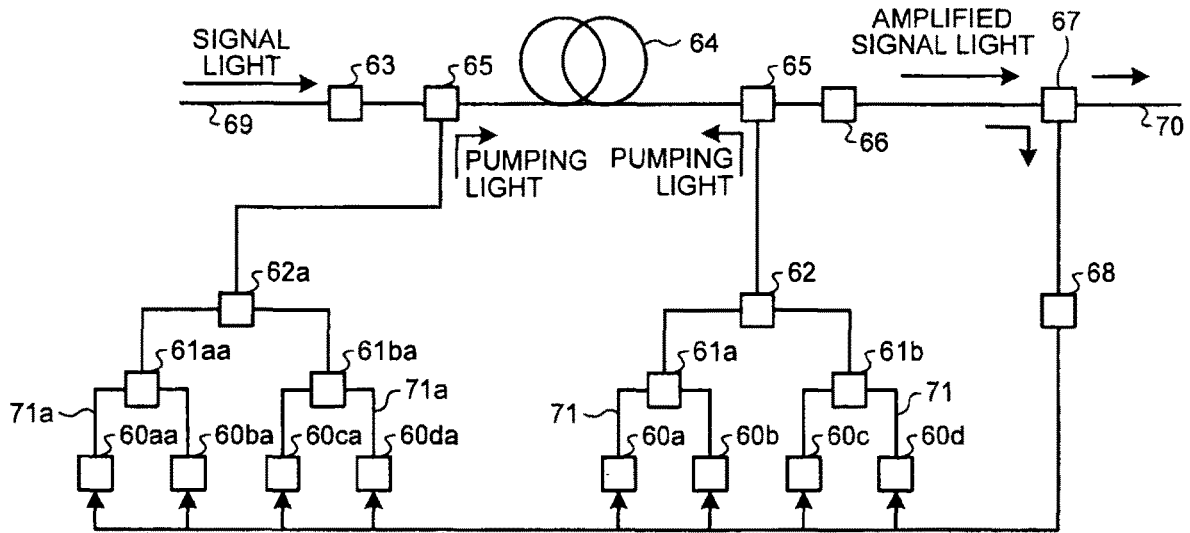 SIGNAL
LIGHT
63
65
64
65
AMPLIFIED
SIGNAL LIGHT
67
69
66
70
PUMPING
LIGHT
PUMPING
LIGHT
62a
62
68
61aa
61ba
61a
61b
71a
71a
71
71
60aa
60ba
60ca
60da
60a
60b
60c
60d